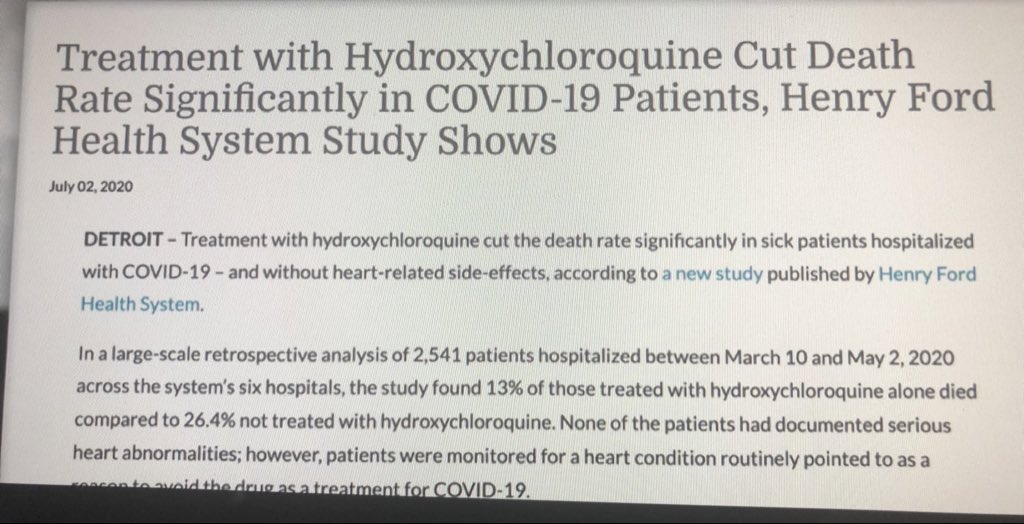 Treatment with Hydroxychloroquine Cut Death
Rate Significantly in COVID-19 Patients, Henry Ford
Health System Study Shows
July 02, 2020
DETROIT – Treatment with hydroxychloroquine cut the death rate significantly in sick patients hospitalized
with COVID-19 – and without heart-related side-effects, according to a new study published by Henry Ford
Health System.
In a large-scale retrospective analysis of 2,541 patients hospitalized between March 10 and May 2, 2020
across the system's six hospitals, the study found 13% of those treated with hydroxychloroquine alone died
compared to 26.4% not treated with hydroxychloroquine. None of the patients had documented serious
heart abnormalities; however, patients were monitored for a heart condition routinely pointed to as a
reason to avoid the drug as a treatment for COVID-19.